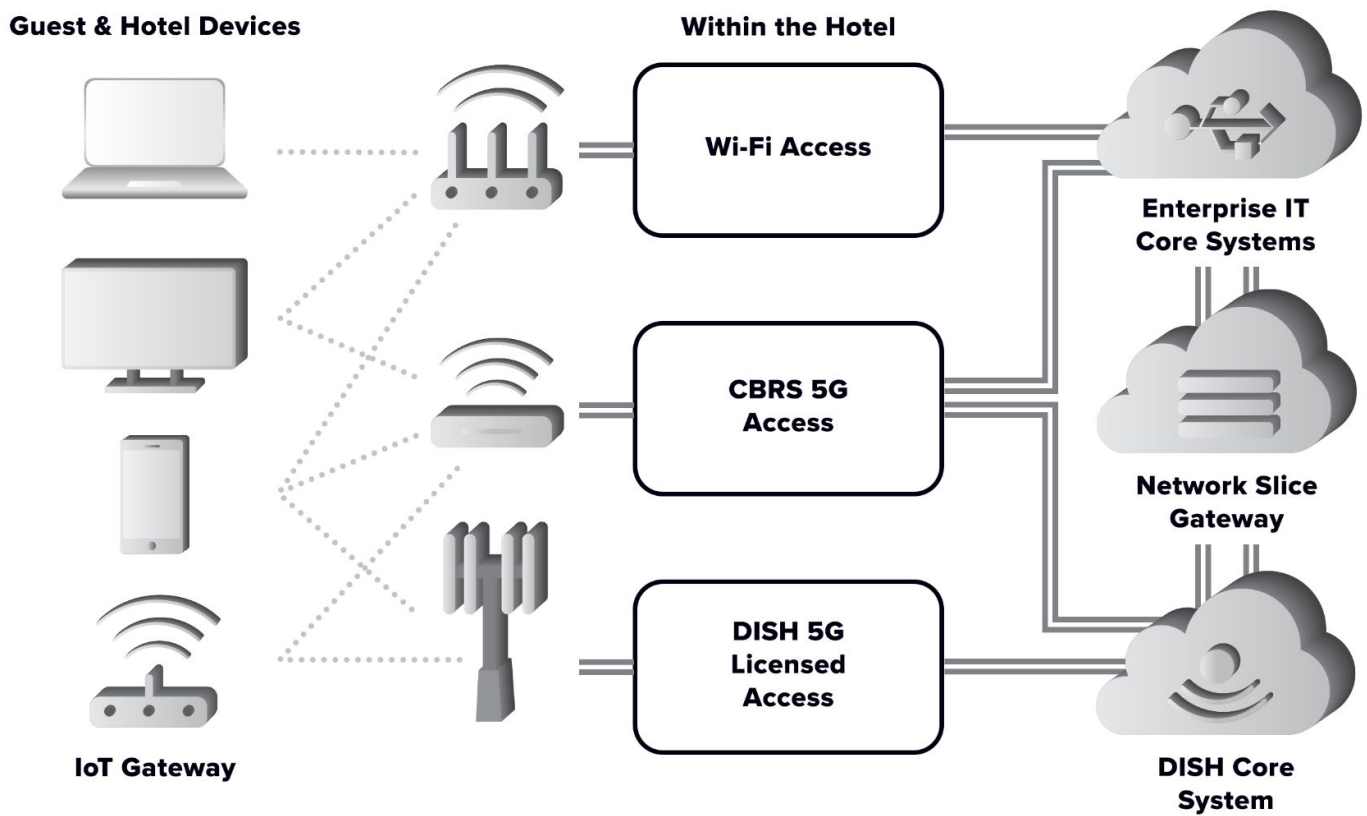 Guest & Hotel Devices
Within the Hotel
Wi-Fi Access
Enterprise IT
Core Systems
CBRS 5G
Access
Network Slice
Gateway
DISH 5G
Licensed
Access
IoT Gateway
DISH Core
System